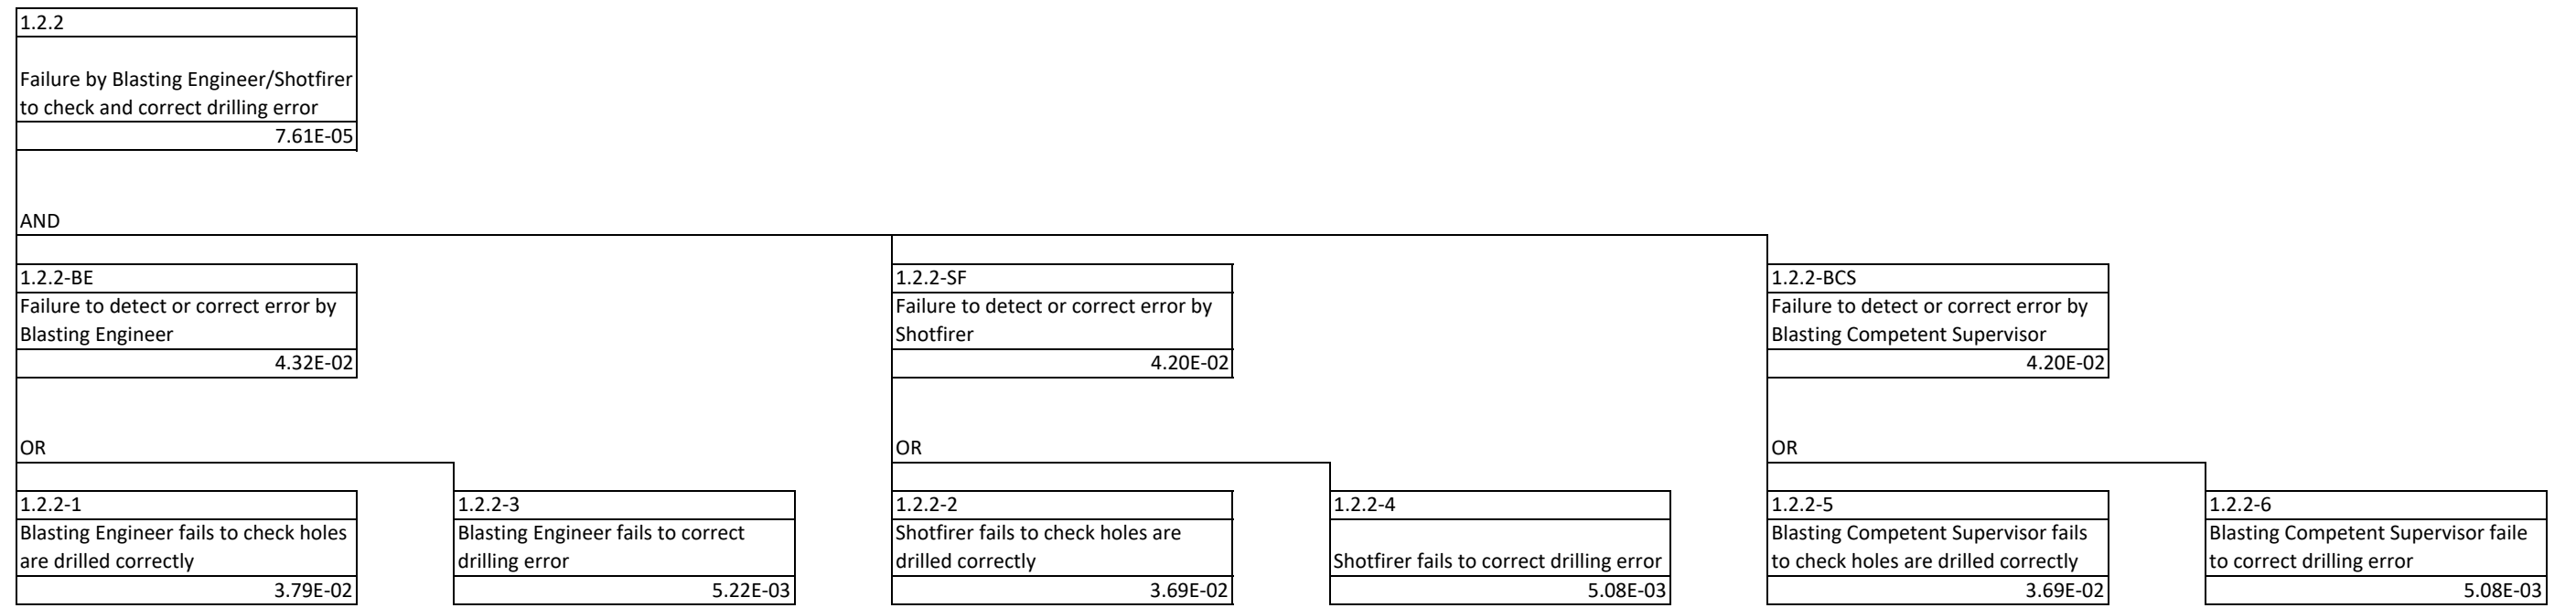 1.2.2
Failure by Blasting Engineer/Shotfirer
to check and correct drilling error
7.61E-05
AND
1.2.2-BE
Failure to detect or correct error by
Blasting Engineer
4.32E-02
1.2.2-SF
Failure to detect or correct error by
Shotfirer
4.20E-02
1.2.2-BCS
Failure to detect or correct error by
Blasting Competent Supervisor
4.20E-02
OR
OR
OR
1.2.2-1
Blasting Engineer fails to check holes
are drilled correctly
3.79E-02
1.2.2-3
Blasting Engineer fails to correct
drilling error
5.22E-03
1.2.2-2
Shotfirer fails to check holes are
drilled correctly
3.69E-02
1.2.2-4
Shotfirer fails to correct drilling error
5.08E-03
1.2.2-5
Blasting Competent Supervisor fails
to check holes are drilled correctly
3.69E-02
1.2.2-6
Blasting Competent Supervisor faile
to correct drilling error
5.08E-03